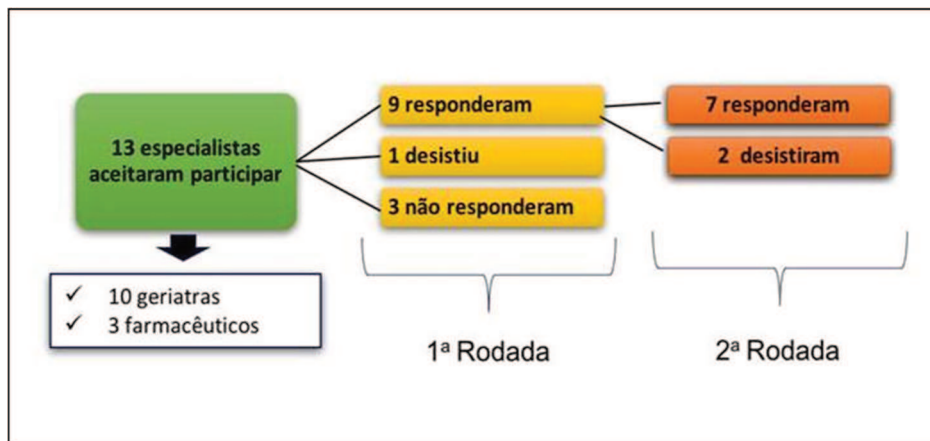 13 especialistas
aceitaram participar
✓ 10 geriatras
✓ 3 farmacêuticos
9 responderam
1 desistiu
3 não responderam
1ª Rodada
7 responderam
2 desistiram
2ª Rodada